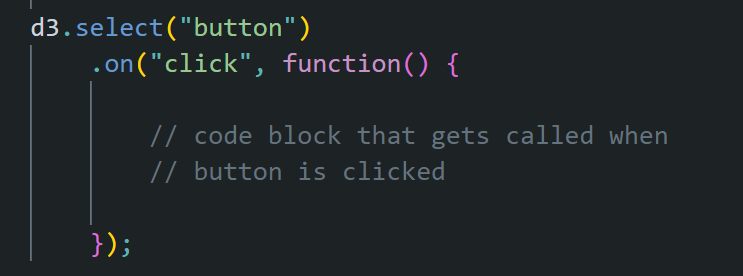 d3.select("button")
.on("click", function() {
// code block that gets called when
// button is clicked
});